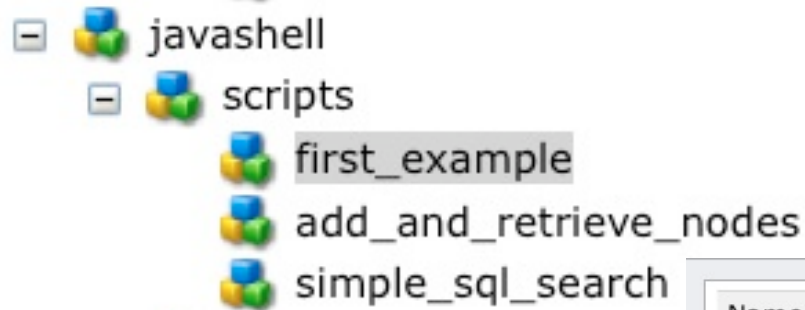 javashell
scripts
first_example
add_and_retrieve_nodes
simple_sql_search